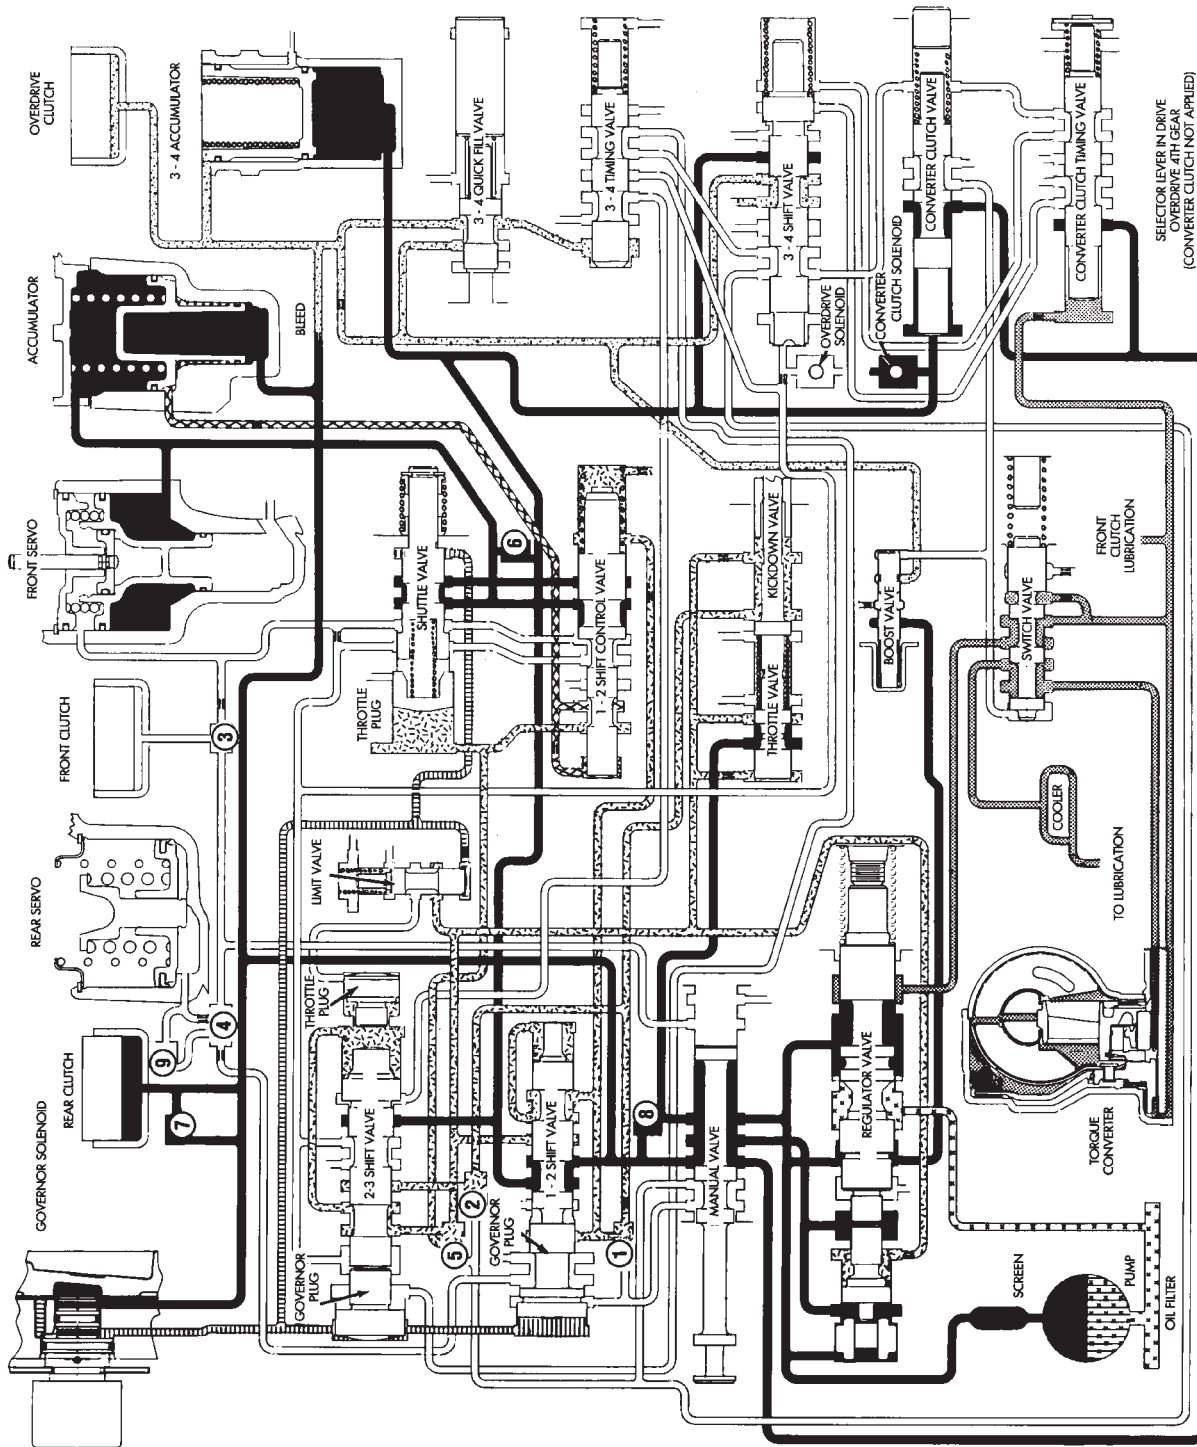 OVERDRIVE
CLUTCH
3 - 4 ACCUMULATOR
3 - 4 QUICK FILL VALVE
3 - 4 TIMING VALVE
3 - 4 SHIFT VALVE
CONVERTER CLUTCH VALVE
CONVERTER CLUTCH TIMING VALVE
SELECTOR LEVER IN DRIVE
OVERDRIVE 4TH GEAR
(CONVERTER CLUTCH NOT APPLIED)
ACCUMULATOR
BLEED
OVERDRIVE
SOLENOID
CONVERTER
CLUTCH SOLENOID
FRONT SERVO
SHUTTLE VALVE
6
1 - 2 SHIFT CONTROL VALVE
KICKDOWN VALVE
BOOST VALVE
SWITCH VALVE
FRONT
CLUTCH
LUBRICATION
FRONT CLUTCH
3
THROTTLE
PLUG
THROTTLE VALVE
COOLER
TO LUBRICATION
REAR SERVO
LIMIT VALVE
REAR CLUTCH
9
4
7
THROTTLE
PLUG
2-3 SHIFT VALVE
1 - 2 SHIFT VALVE
8
MANUAL VALVE
REGULATOR VALVE
TORQUE
CONVERTER
GOVERNOR SOLENOID
GOVERNOR
PLUG
5
2
GOVERNOR
PLUG
1
SCREEN
PUMP
OIL FILTER